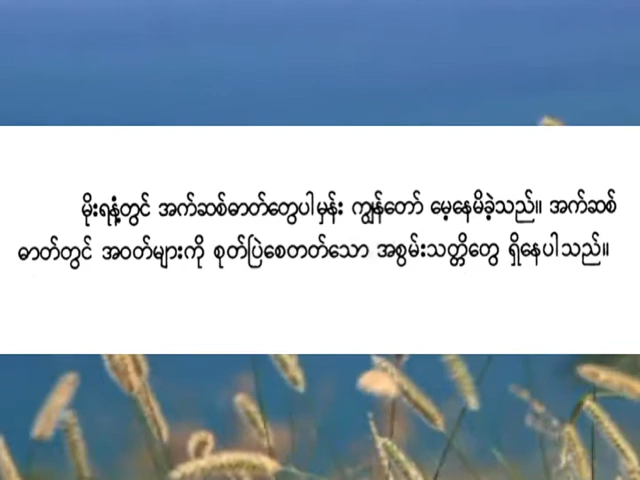 မိုးရနံ့တွင် အက်ဆစ်ဓာတ်တွေပါမှန်း ကျွန်တော် မေ့နေမိခဲ့သည်။ အက်ဆစ်
ဓာတ်တွင် အဝတ်များကို စုတ်ပြဲစေတတ်သော အစွမ်းသတ္တိတွေ ရှိနေပါသည်။